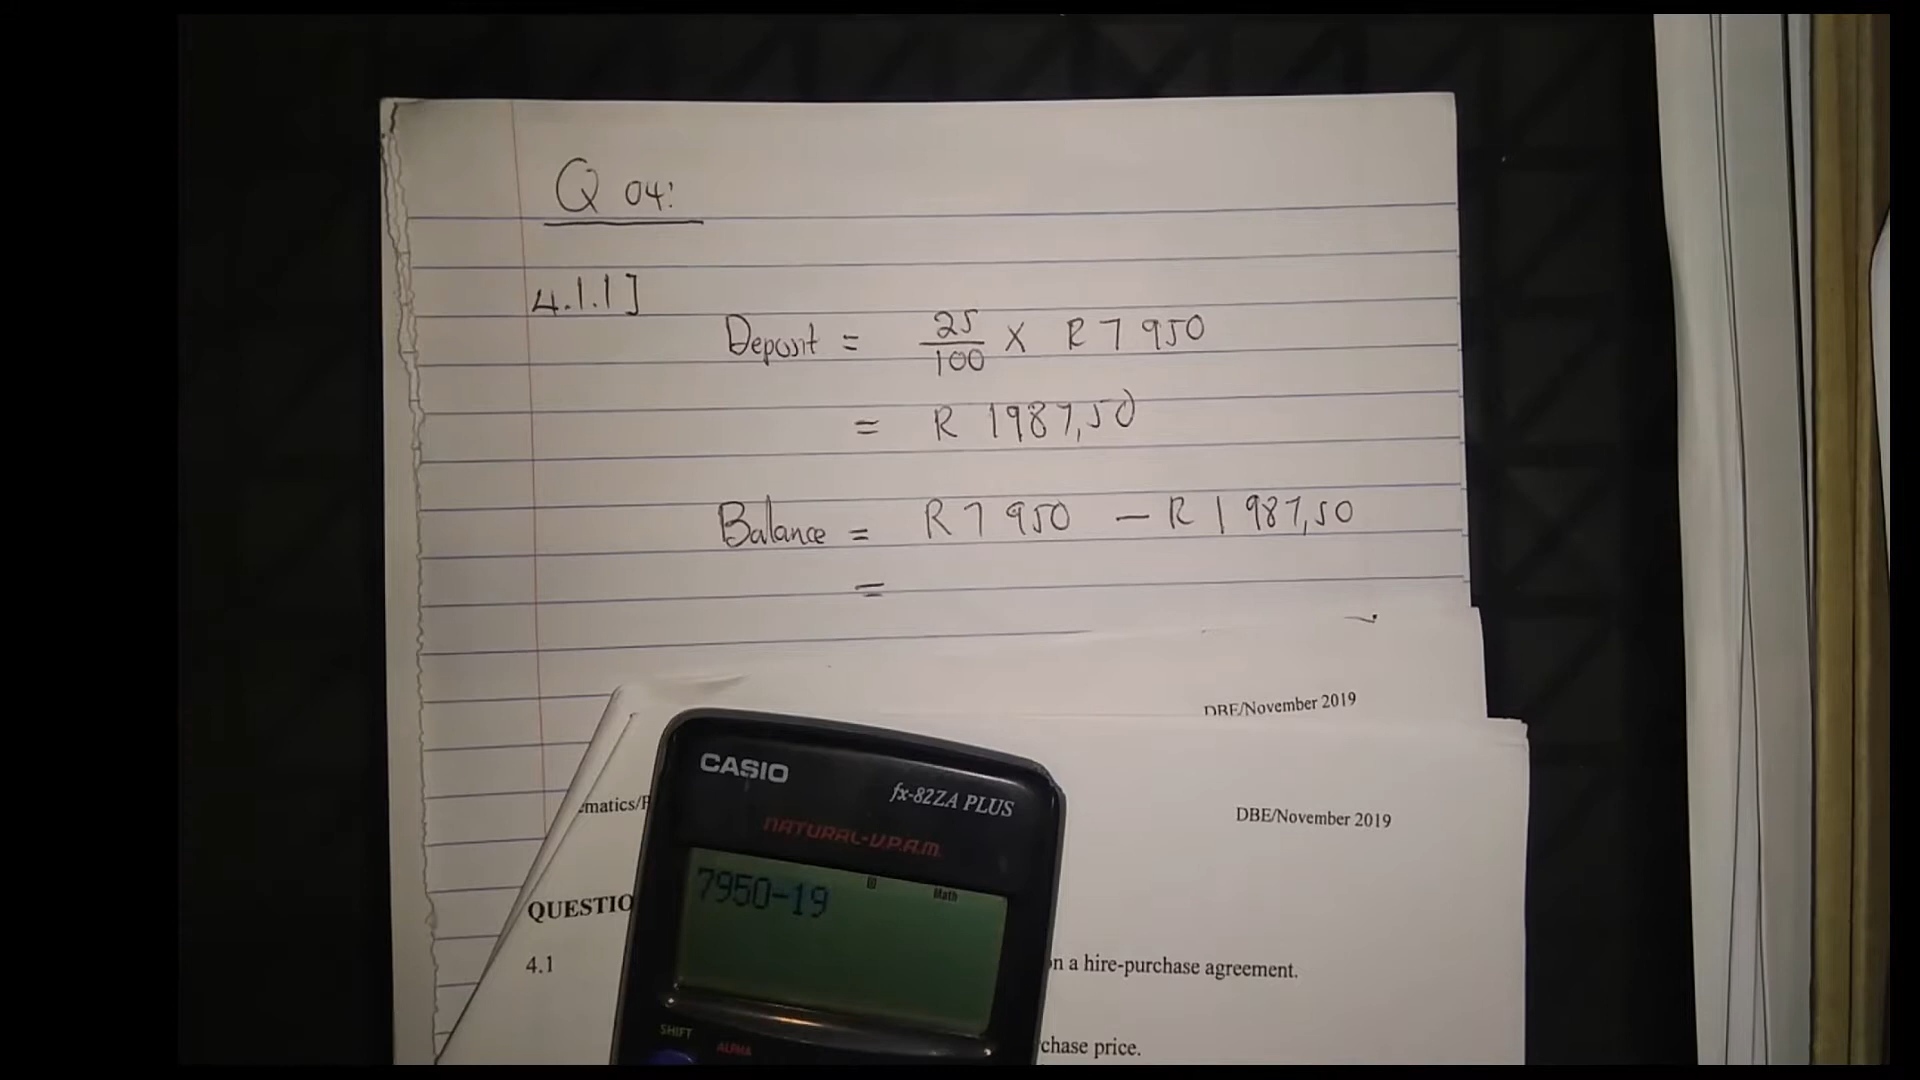 Q 04:
4.1.1]
Deposit = 25/100 × R 7 950
= R 1987,50
Balance = R 7 950 – R 1 987,50
=
DBE/November 2019
CASIO
fx-82ZA PLUS
NATURAL-V.P.A.M.
ematics/P
DBE/November 2019
7950-19
Math
QUESTIO
4.1
on a hire-purchase agreement.
SHIFT
ALPHA
chase price.